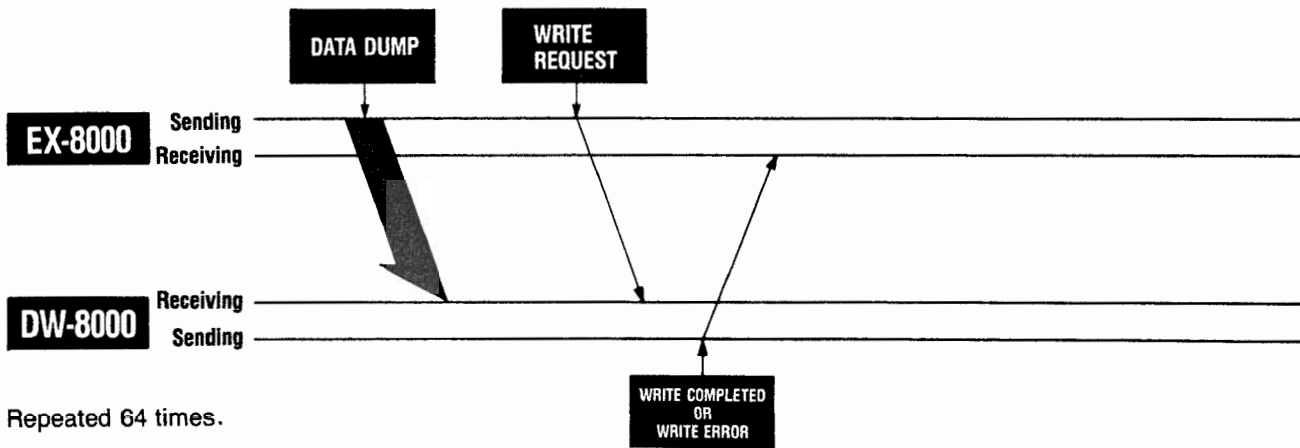 DATA DUMP
WRITE
REQUEST
EX-8000
Sending
Receiving
DW-8000
Receiving
Sending
WRITE COMPLETED
OR
WRITE ERROR
Repeated 64 times.